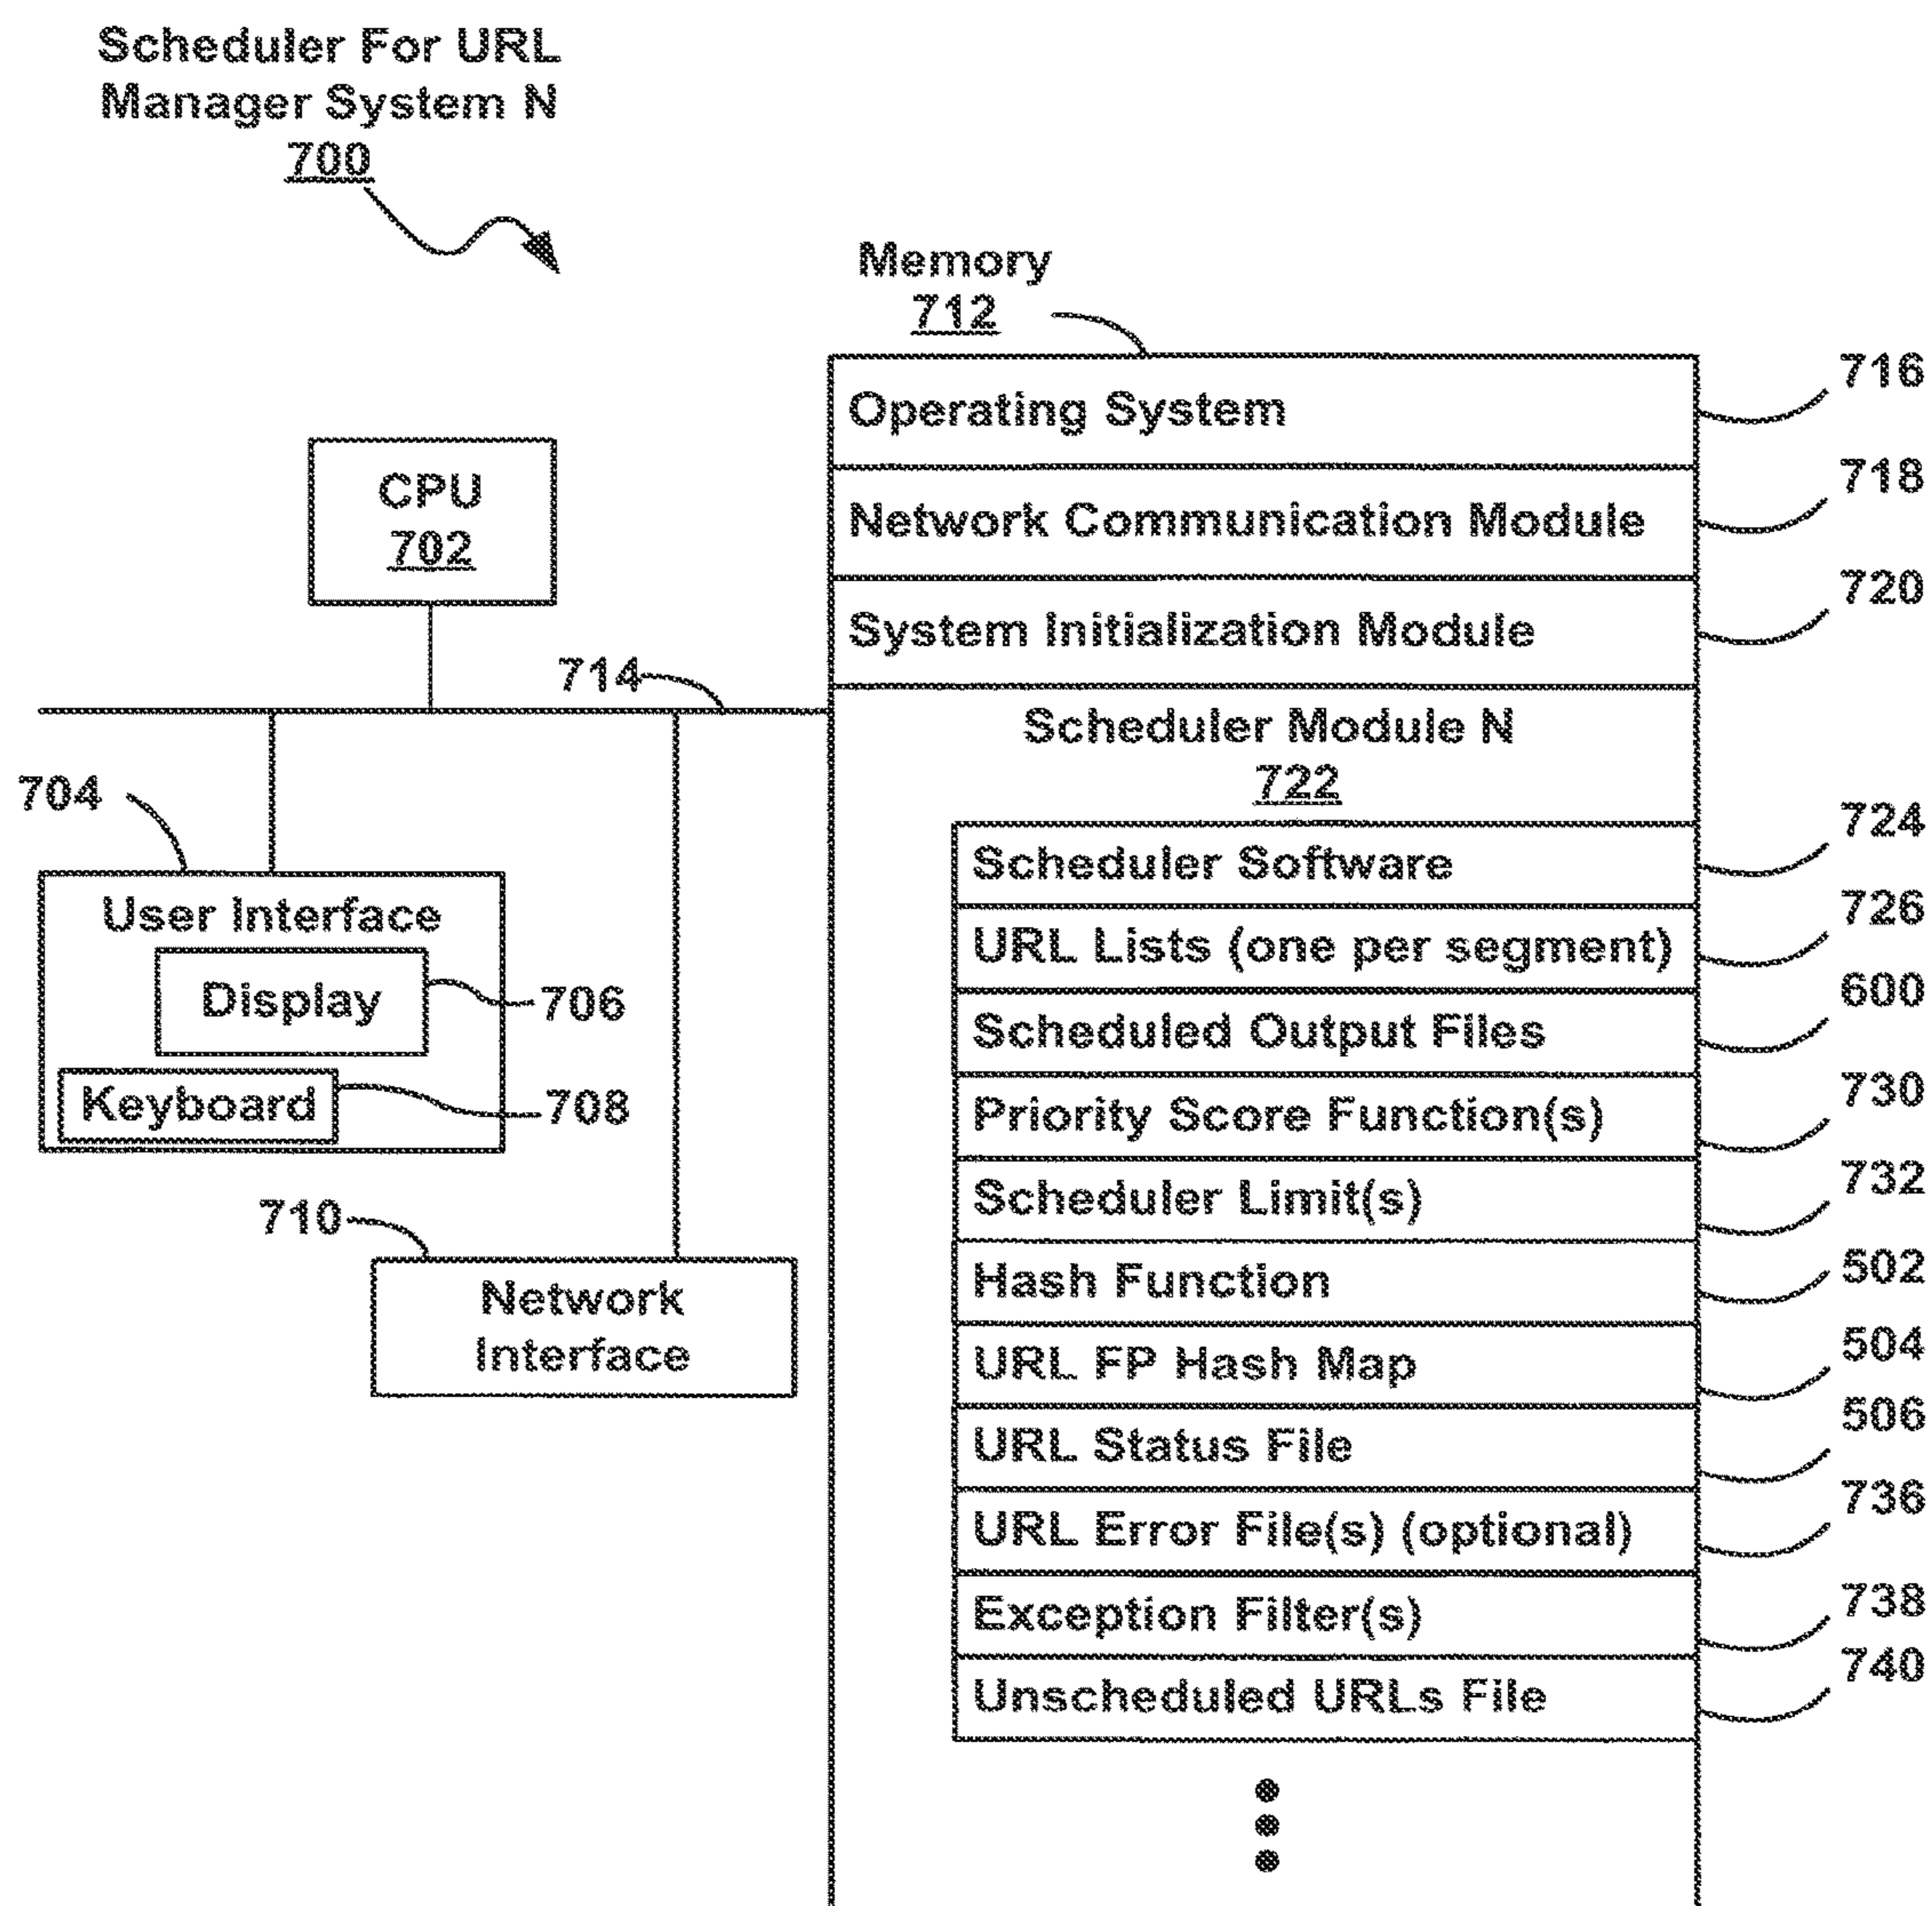 Scheduler For URL
Manager System N
700
Memory
712
Operating System
716
Network Communication Module
718
System Initialization Module
720
CPU
702
714
Scheduler Module N
722
704
User Interface
Display
706
Keyboard
708
710
Network
Interface
Scheduler Software
724
URL Lists (one per segment)
726
Scheduled Output Files
600
Priority Score Function(s)
730
Scheduler Limit(s)
732
Hash Function
502
URL FP Hash Map
504
URL Status File
506
URL Error File(s) (optional)
736
Exception Filter(s)
738
Unscheduled URLs File
740